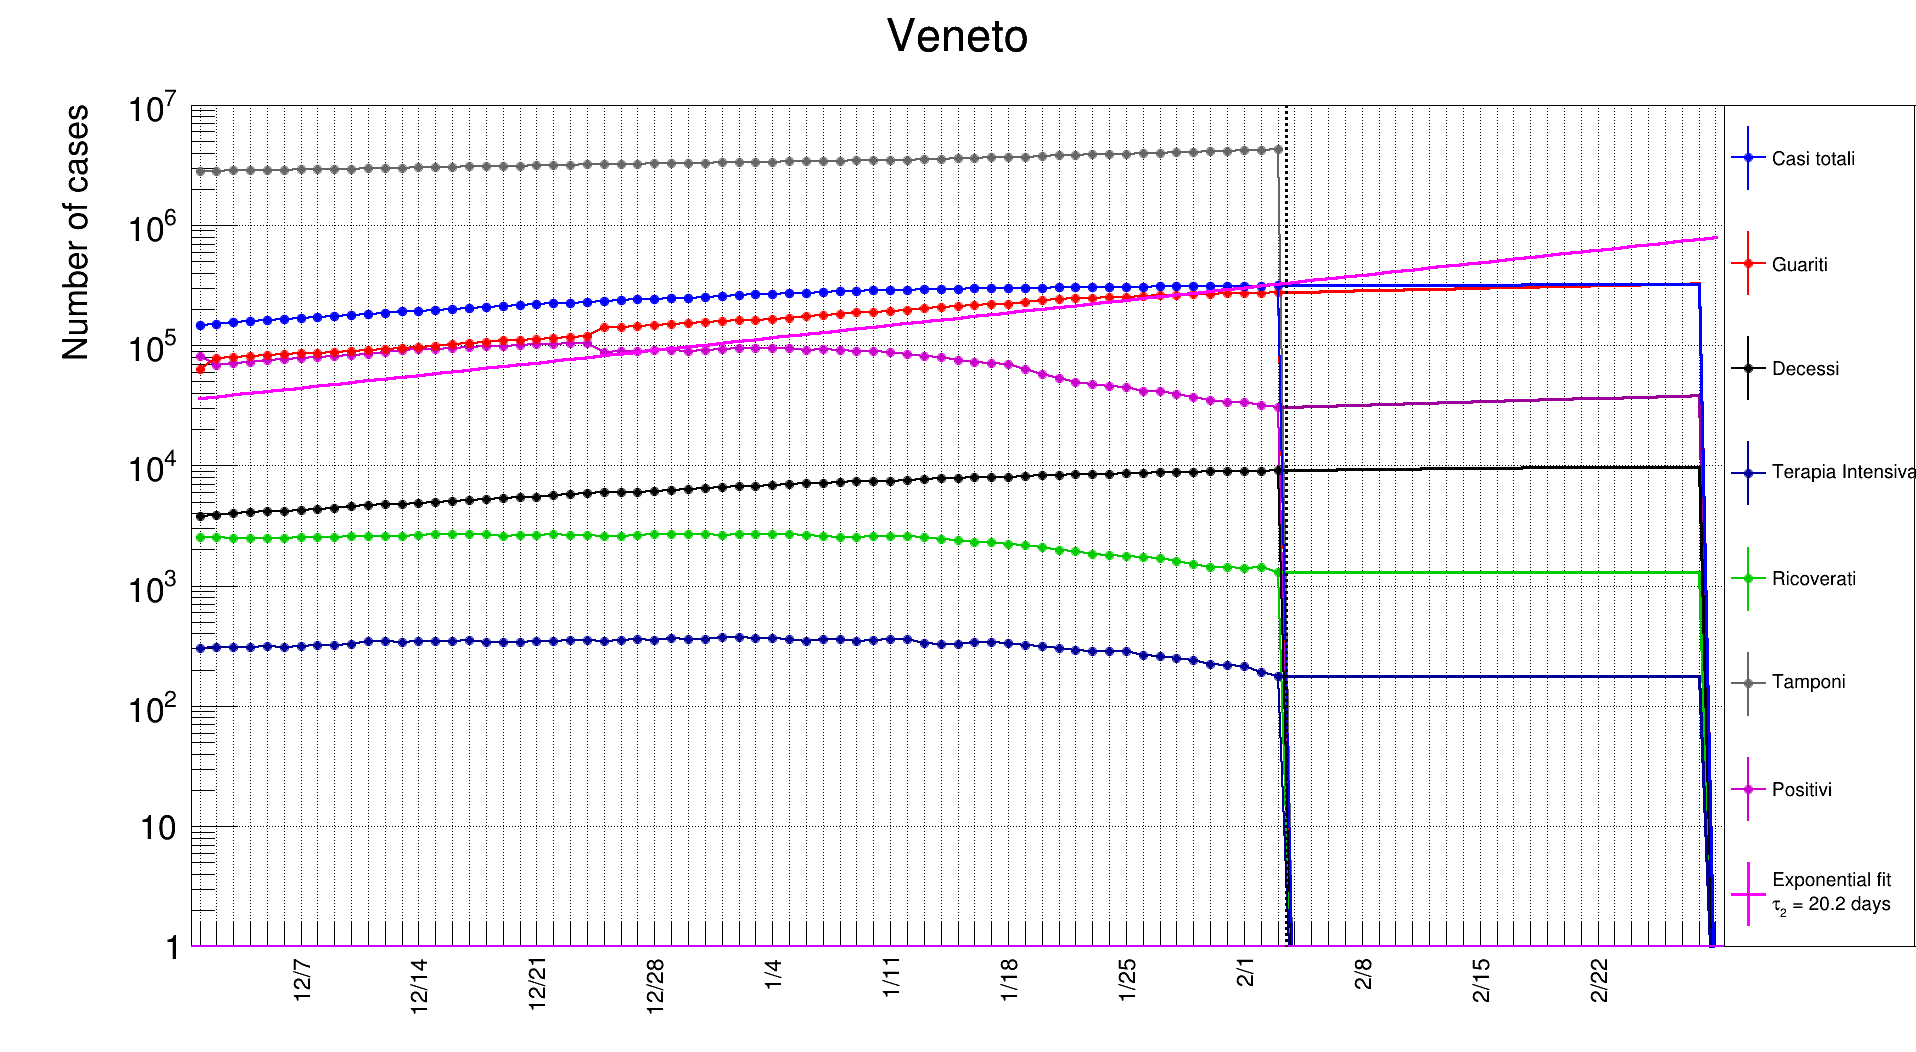 Veneto
Number of cases
10^7
10^6
10^5
10^4
10^3
10^2
10
1
12/7
12/14
12/21
12/28
1/4
1/11
1/18
1/25
2/1
2/8
2/15
2/22
Casi totali
Guariti
Decessi
Terapia Intensiva
Ricoverati
Tamponi
Positivi
Exponential fit
τ_2 = 20.2 days